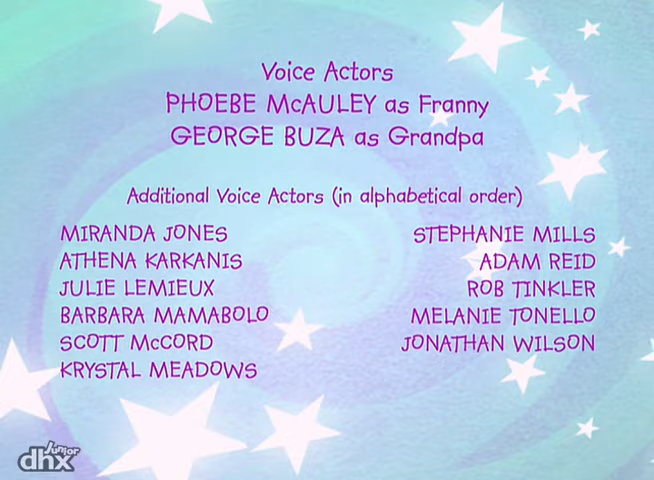 Voice Actors
PHOEBE McAULEY as Franny
GEORGE BUZA as Grandpa
Additional Voice Actors (in alphabetical order)
MIRANDA JONES
ATHENA KARKANIS
JULIE LEMIEUX
BARBARA MAMABOLO
SCOTT McCORD
KRYSTAL MEADOWS
STEPHANIE MILLS
ADAM REID
ROB TINKLER
MELANIE TONELLO
JONATHAN WILSON
dhx Junior